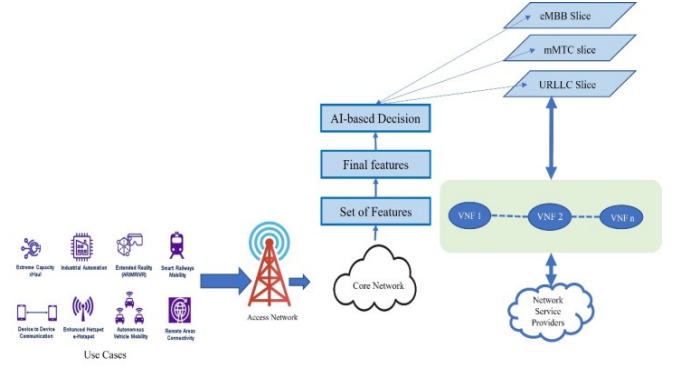 eMBB Slice
mMTC slice
URLLC Slice
AI-based Decision
Final features
Set of Features
VNF 1
VNF 2
VNF n
Core Network
Network
Service
Providers
Access Network
Extreme Capacity
xHaul
Industrial Automation
Extended Reality
(AR/MR/VR)
Smart Railways
Mobility
Device to Device
Communication
Enhanced Hotspot
e-Hotspot
Autonomous
Vehicle Mobility
Remote Areas
Connectivity
Use Cases